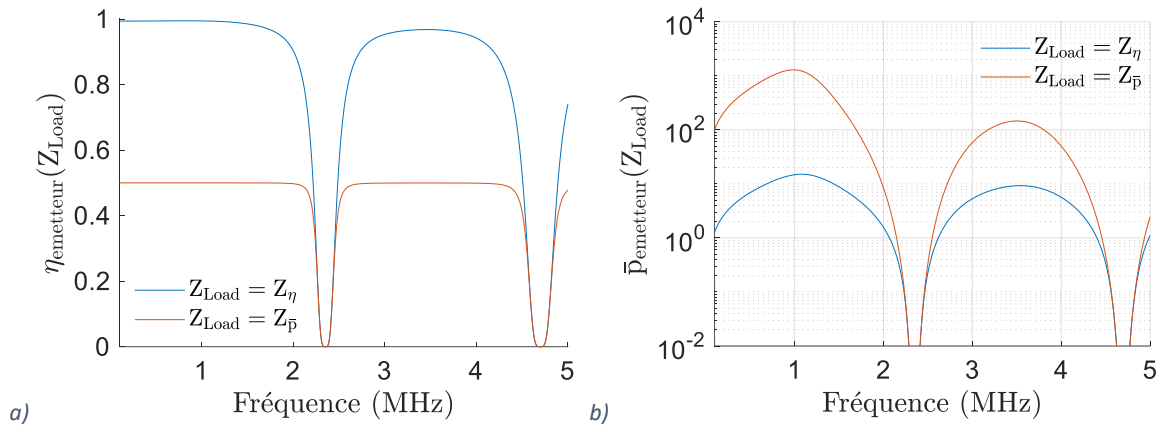 1
0.8
0.6
0.4
0.2
0
η_emetteur(Z_Load)
Z_Load = Z_η
Z_Load = Z_p̄
1 2 3 4 5
Fréquence (MHz)
a)
10^4
10^2
10^0
10^-2
p̄_emetteur(Z_Load)
Z_Load = Z_η
Z_Load = Z_p̄
1 2 3 4 5
Fréquence (MHz)
b)